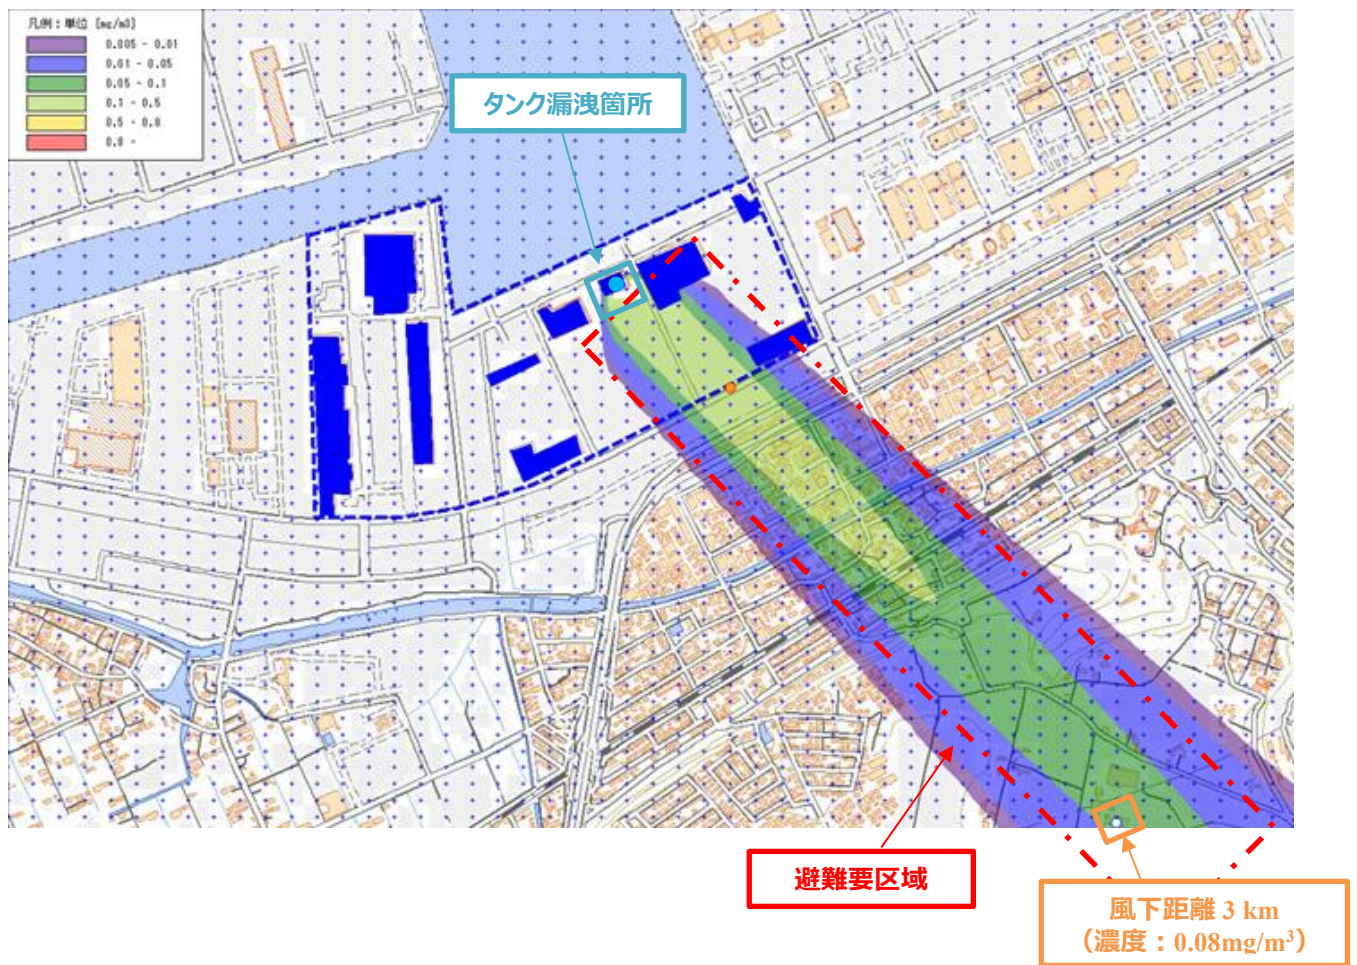 凡例：単位 [mg/m3]
0.005 - 0.01
0.01 - 0.05
0.05 - 0.1
0.1 - 0.5
0.5 - 0.8
0.8 -
タンク漏洩箇所
避難要区域
風下距離 3 km
（濃度：0.08mg/m³）